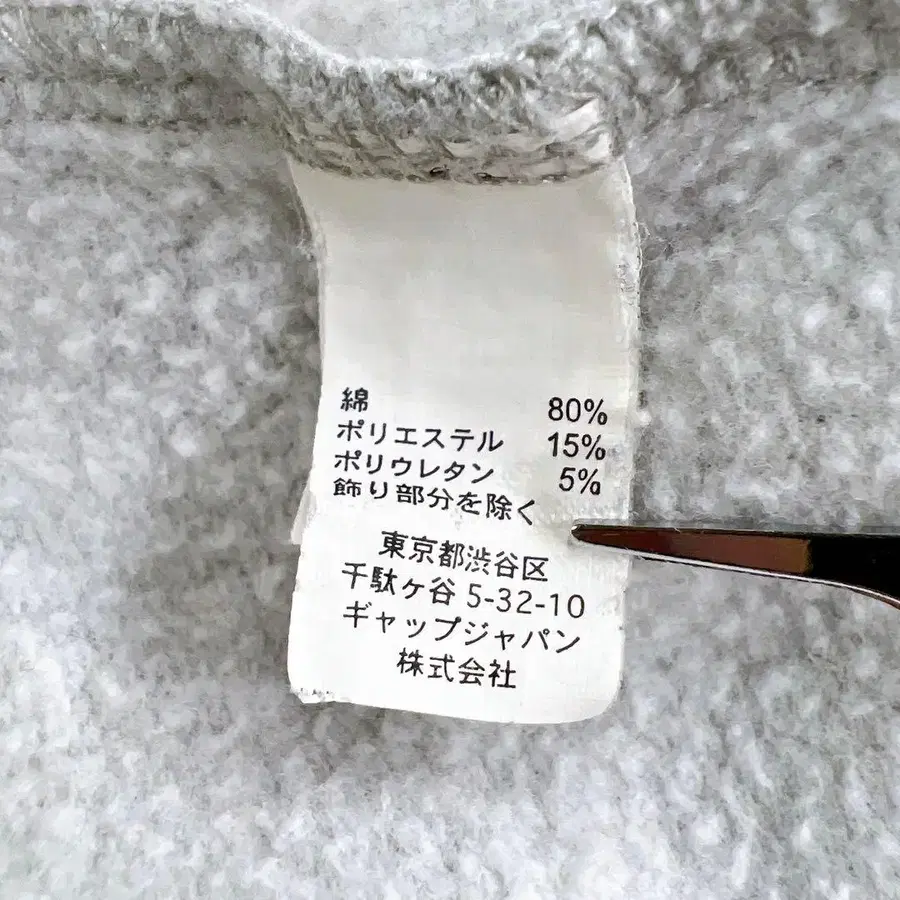 綿 80%
ポリエステル 15%
ポリウレタン 5%
飾り部分を除く
東京都渋谷区
千駄ケ谷 5-32-10
ギャップジャパン
株式会社